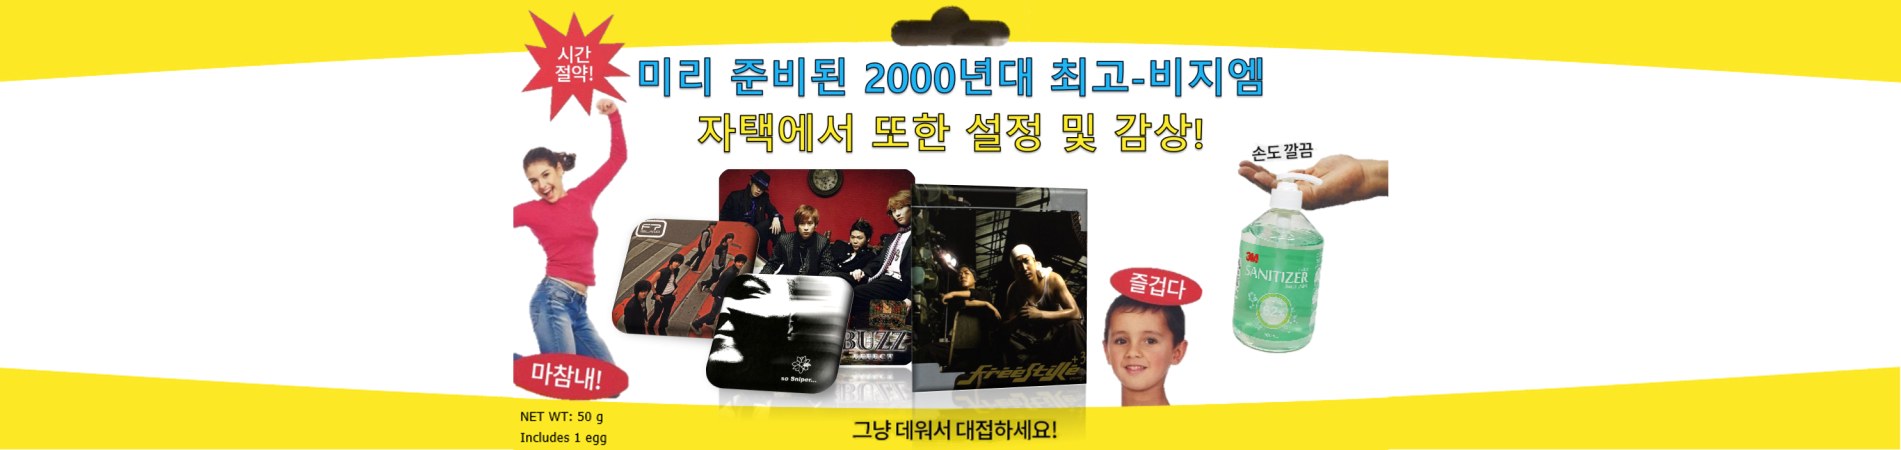 시간
절약!
미리 준비된 2000년대 최고-비지엠
자택에서 또한 설정 및 감상!
손도 깔끔
3M
SANITIZER
즐겁다
BUZZ
EFFECT
so Sniper...
+3
FreeStyle
마참내!
NET WT: 50 g
Includes 1 egg
그냥 데워서 대접하세요!